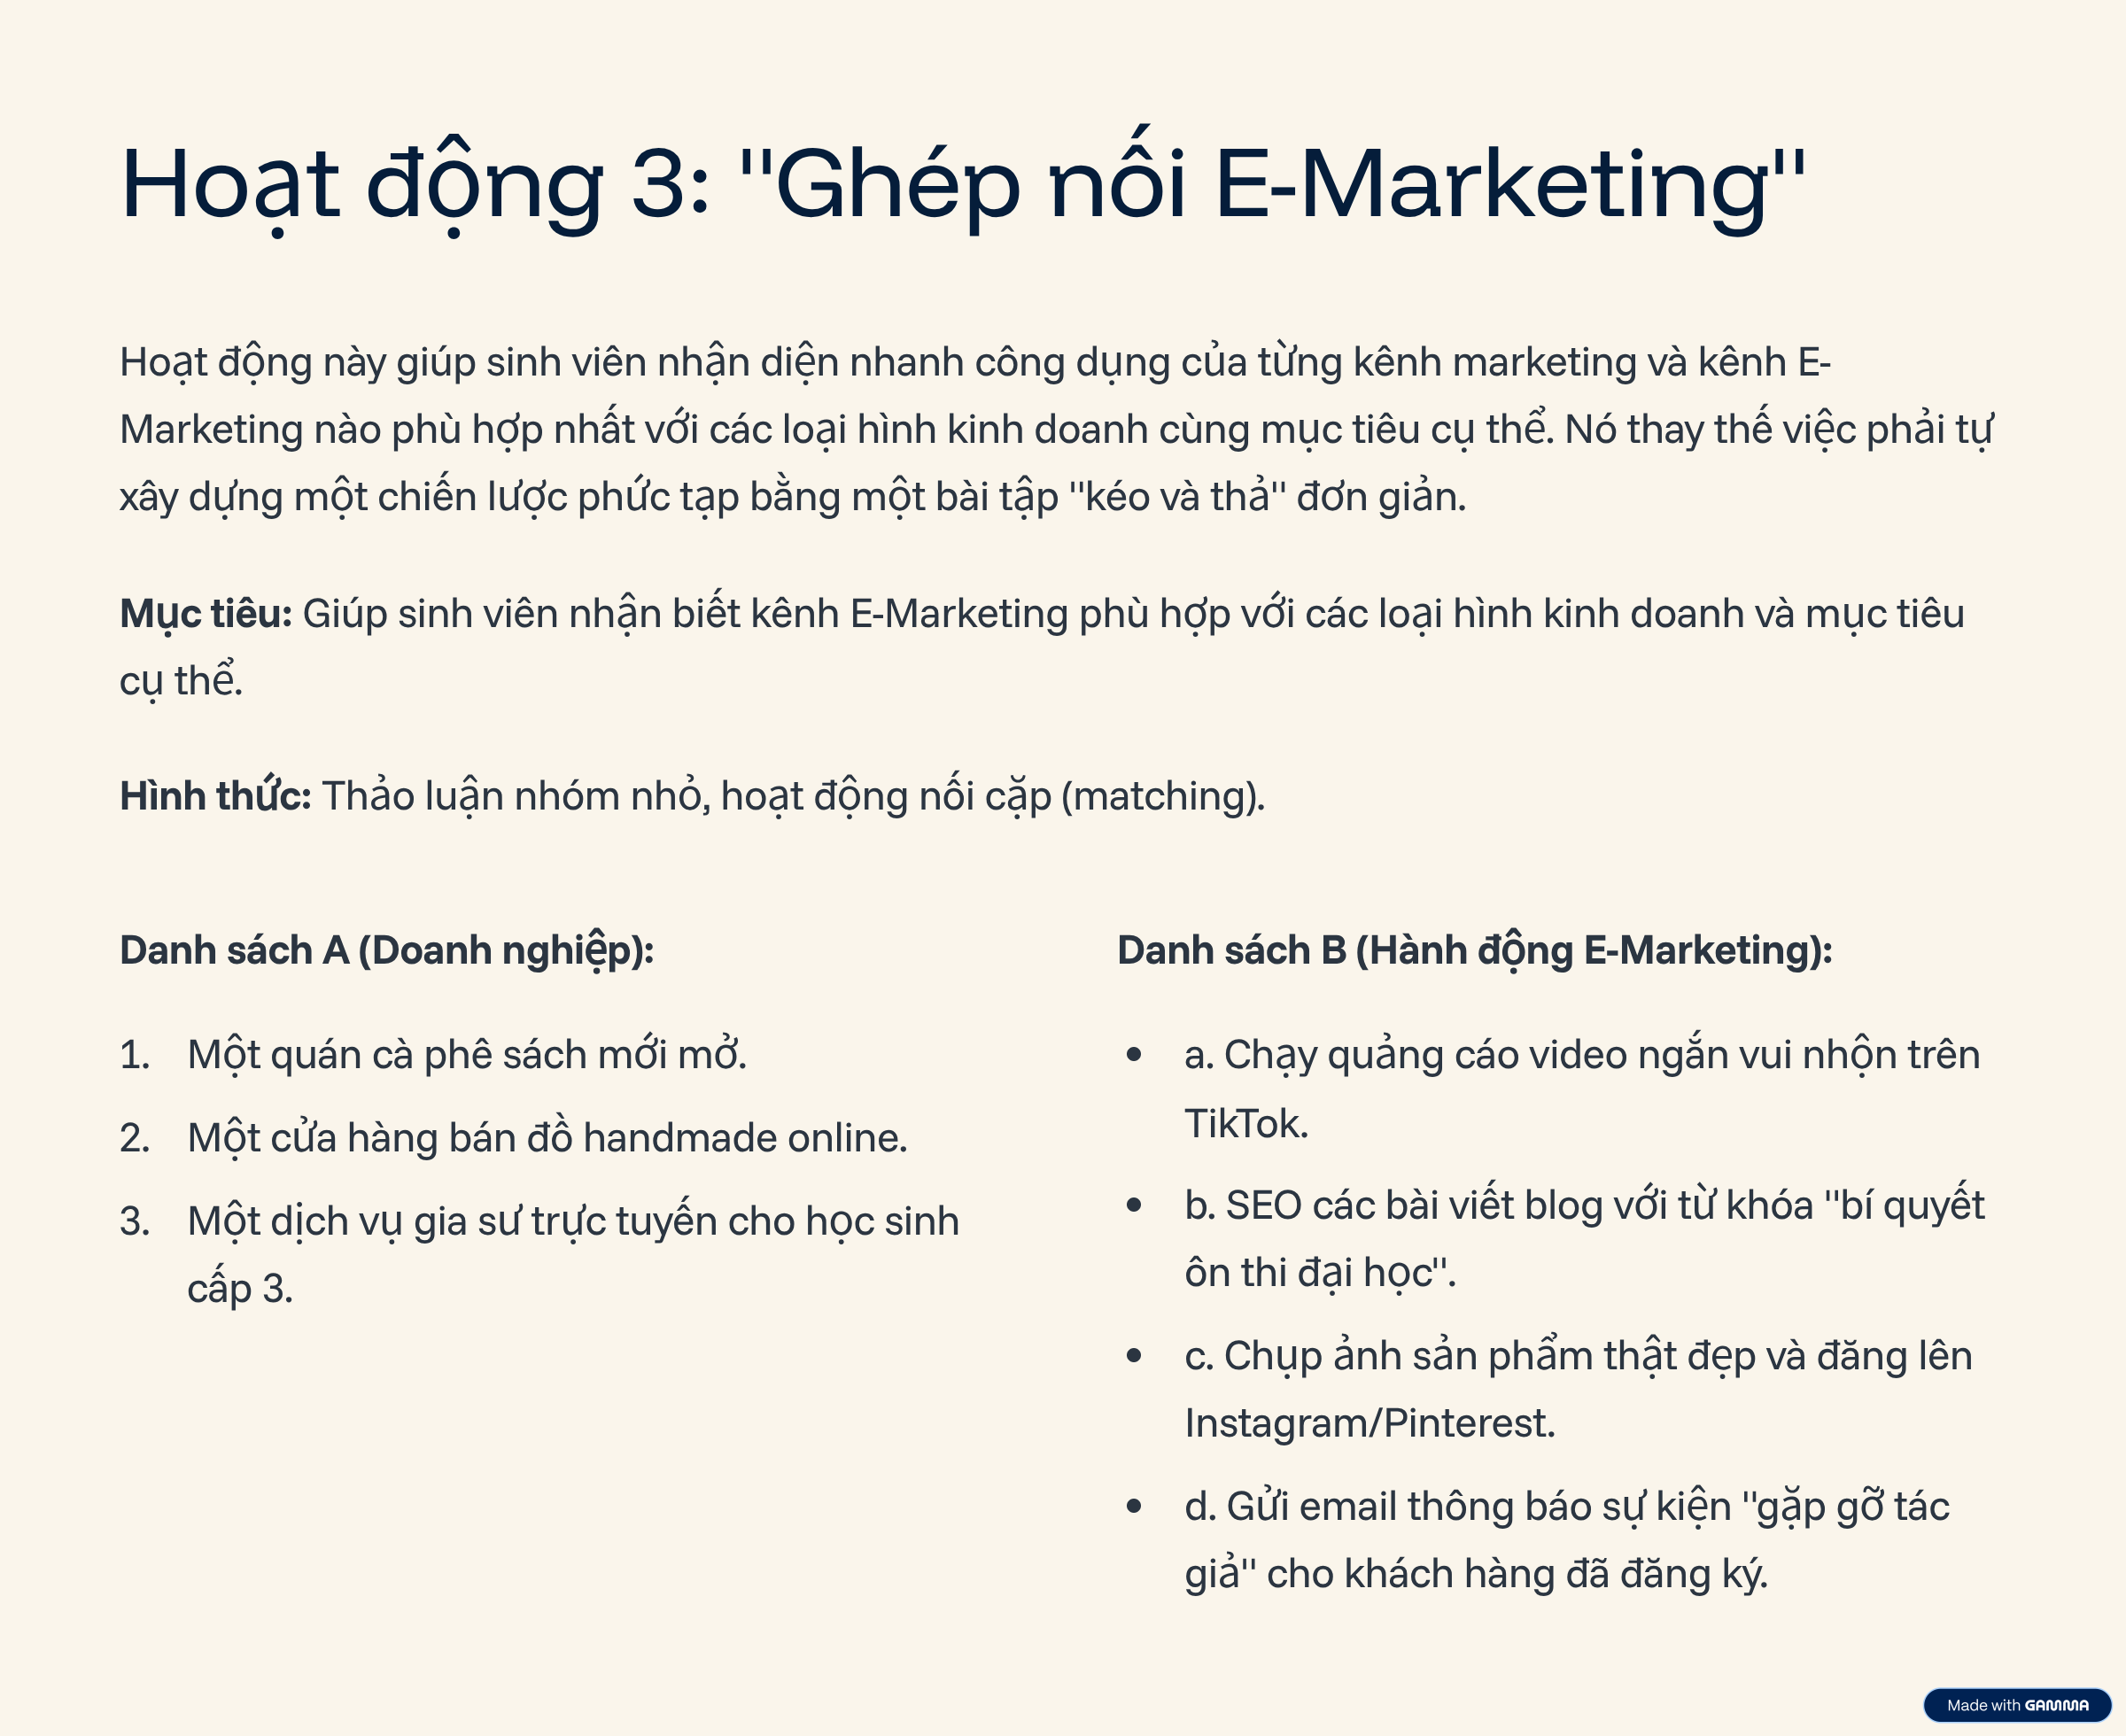 Hoạt động 3: "Ghép nối E-Marketing"
Hoạt động này giúp sinh viên nhận diện nhanh công dụng của từng kênh marketing và kênh E-
Marketing nào phù hợp nhất với các loại hình kinh doanh cùng mục tiêu cụ thể. Nó thay thế việc phải tự
xây dựng một chiến lược phức tạp bằng một bài tập "kéo và thả" đơn giản.
Mục tiêu: Giúp sinh viên nhận biết kênh E-Marketing phù hợp với các loại hình kinh doanh và mục tiêu
cụ thể.
Hình thức: Thảo luận nhóm nhỏ, hoạt động nối cặp (matching).
Danh sách A (Doanh nghiệp):
1. Một quán cà phê sách mới mở.
2. Một cửa hàng bán đồ handmade online.
3. Một dịch vụ gia sư trực tuyến cho học sinh
cấp 3.
Danh sách B (Hành động E-Marketing):
• a. Chạy quảng cáo video ngắn vui nhộn trên
TikTok.
• b. SEO các bài viết blog với từ khóa "bí quyết
ôn thi đại học".
• c. Chụp ảnh sản phẩm thật đẹp và đăng lên
Instagram/Pinterest.
• d. Gửi email thông báo sự kiện "gặp gỡ tác
giả" cho khách hàng đã đăng ký.
Made with GAMMA